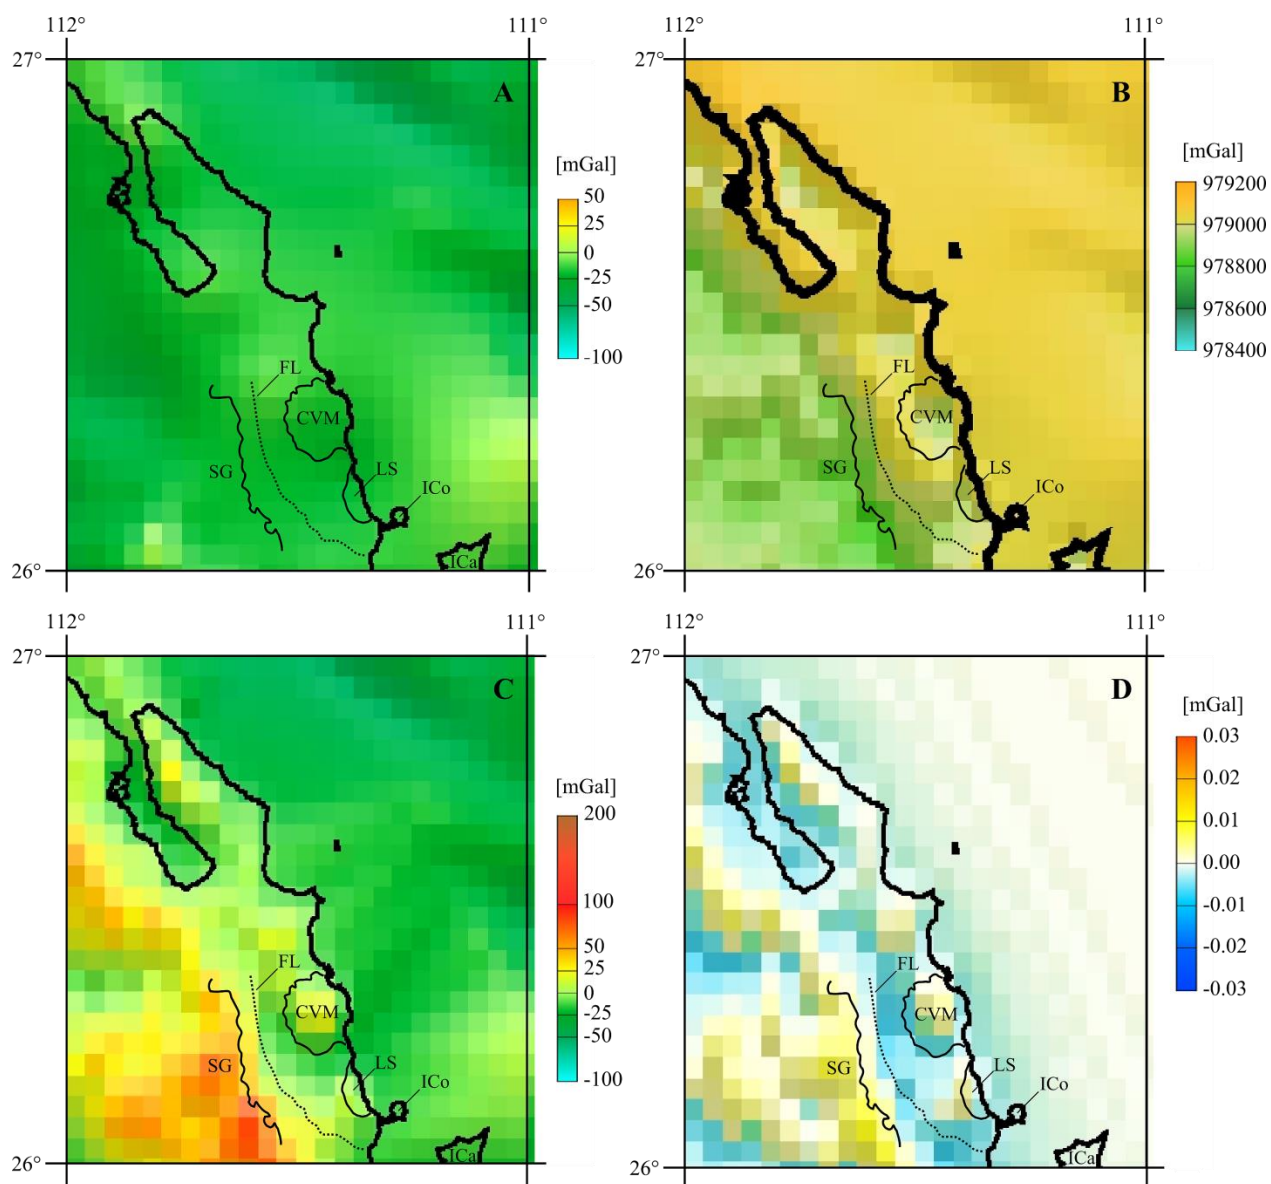 112°
111°
27°
A
[mGal]
50
25
0
-25
-50
-100
FL
CVM
SG
LS
ICo
ICa
26°
112°
111°
27°
B
[mGal]
979200
979000
978800
978600
978400
FL
CVM
SG
LS
ICo
26°
112°
111°
27°
C
[mGal]
200
100
50
25
0
-25
-50
-100
FL
CVM
SG
LS
ICo
ICa
26°
112°
111°
27°
D
[mGal]
0.03
0.02
0.01
0.00
-0.01
-0.02
-0.03
FL
CVM
SG
LS
ICo
ICa
26°